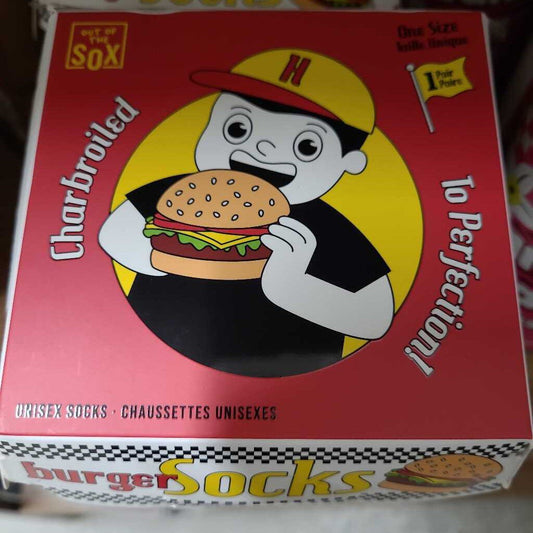 Socks
OUT OF
THE
SOX
One Size
Taille Unique
1 Pair
Paire
H
Charbroiled
To Perfection!
UNISEX SOCKS · CHAUSSETTES UNISEXES
burger Socks